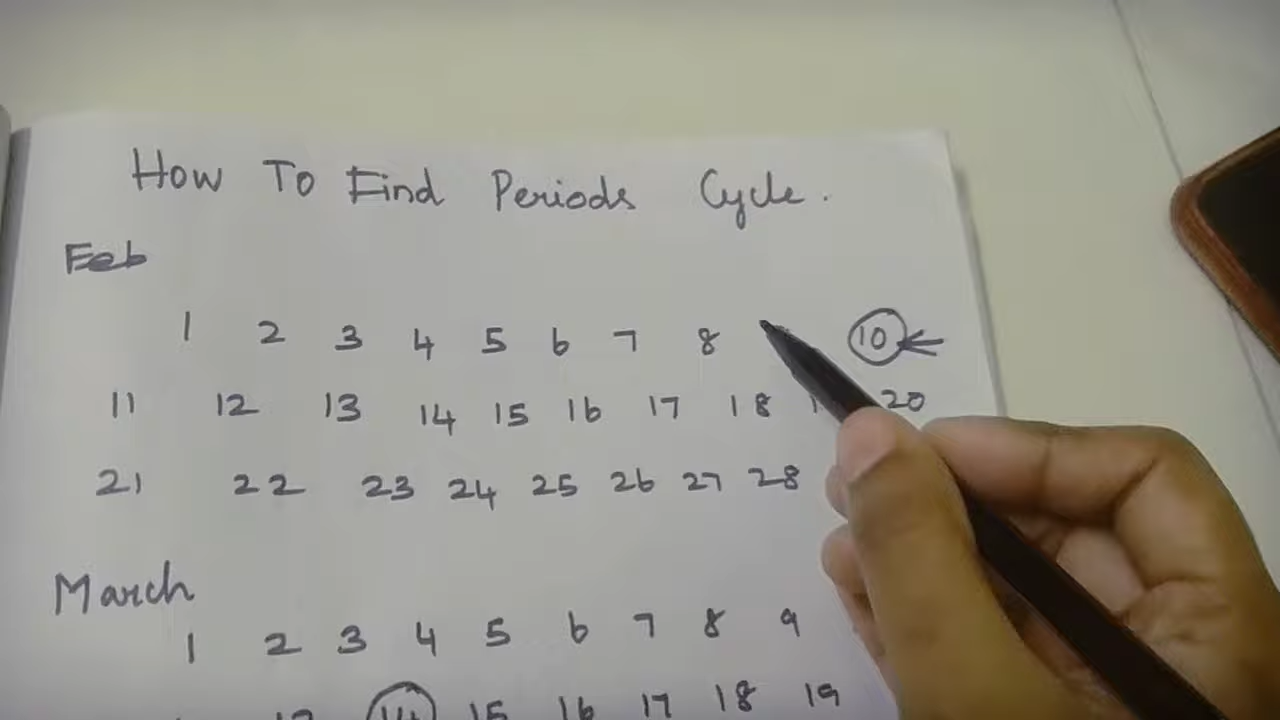 How To Find Periods Cycle.
Feb
1 2 3 4 5 6 7 8 10
11 12 13 14 15 16 17 18 20
21 22 23 24 25 26 27 28
March
1 2 3 4 5 6 7 8 9
14 15 16 17 18 19